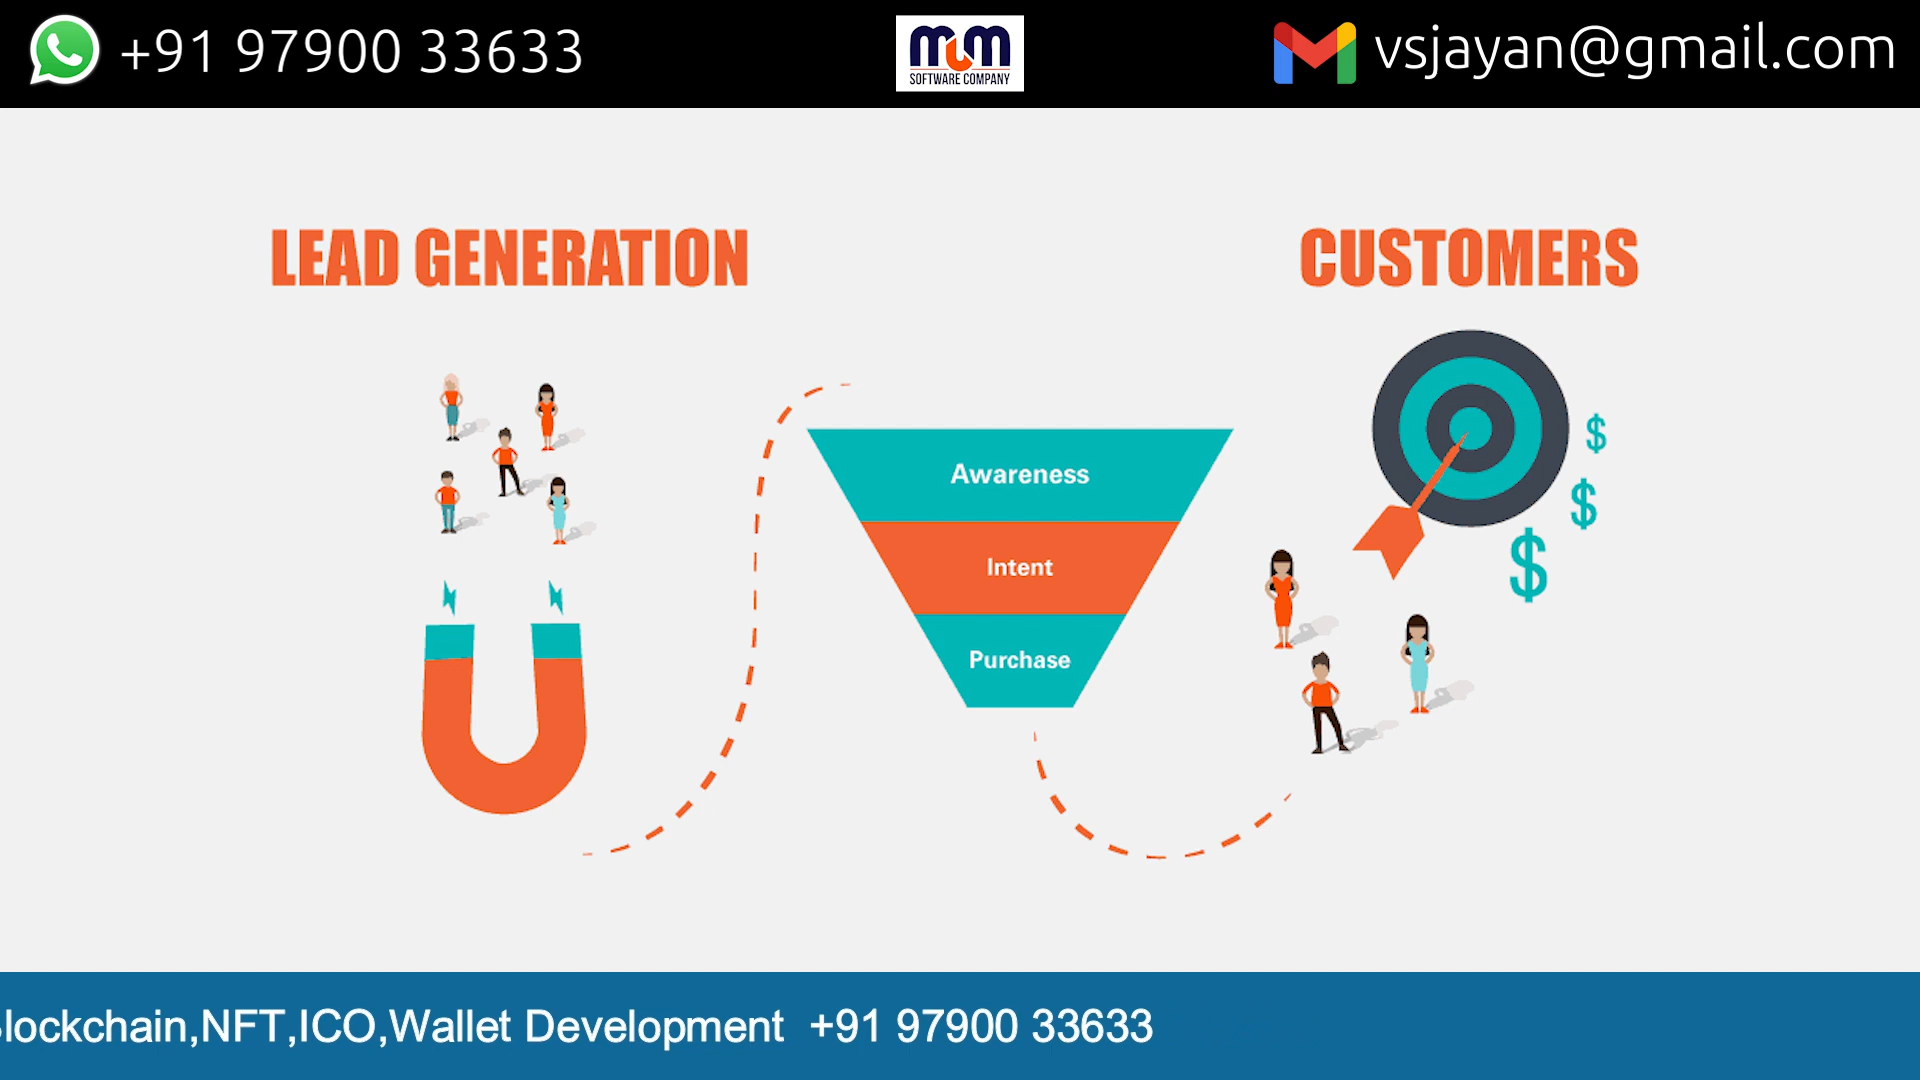 +91 97900 33633
MLM
SOFTWARE COMPANY
vsjayan@gmail.com
LEAD GENERATION
CUSTOMERS
$
$
$
Awareness
Intent
Purchase
lockchain,NFT,ICO,Wallet Development +91 97900 33633